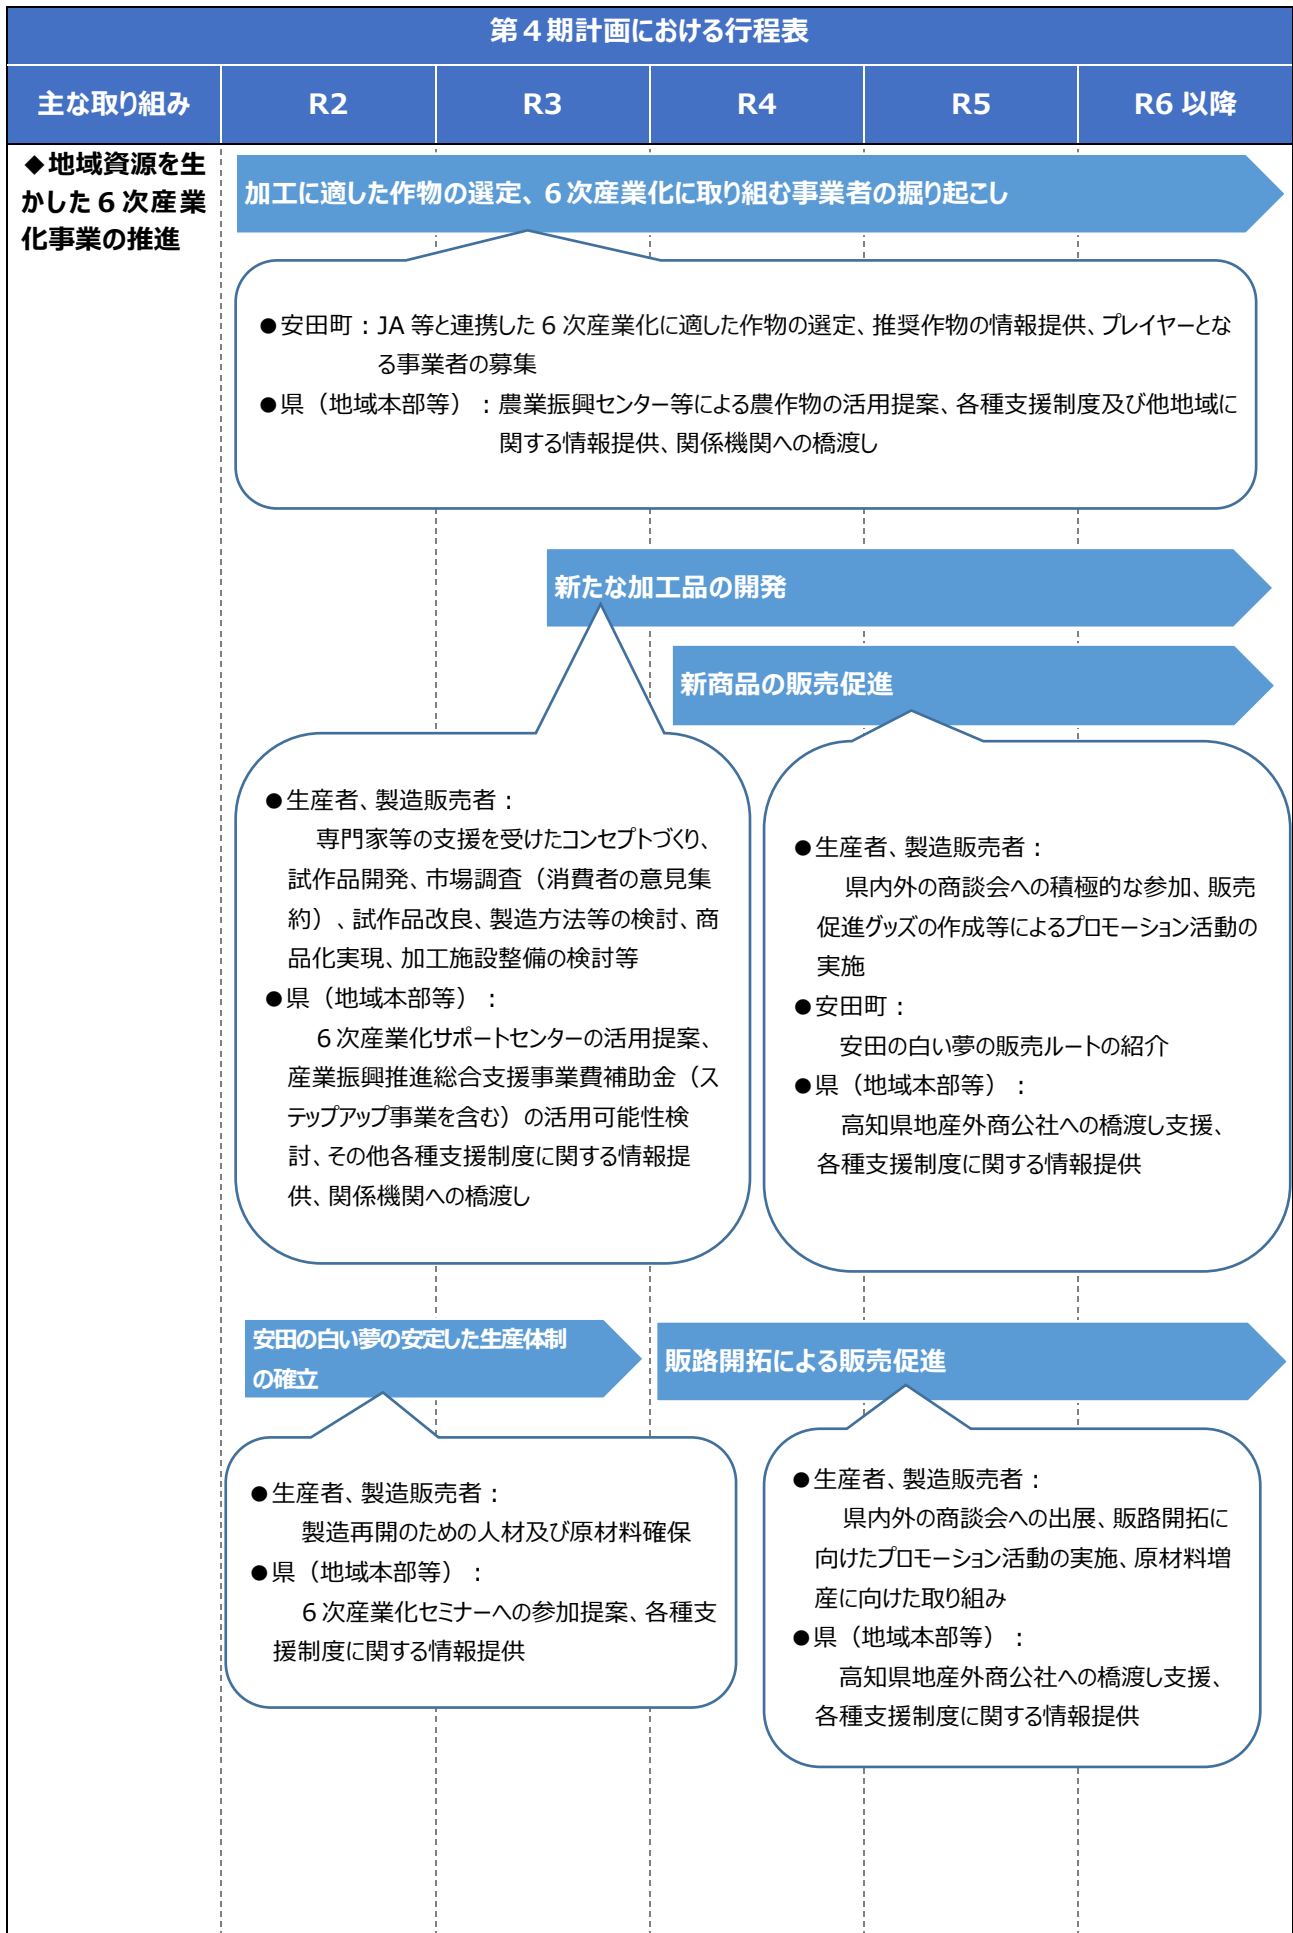 第４期計画における行程表
主な取り組み
R2
R3
R4
R5
R6 以降
◆地域資源を生
かした６次産業
化事業の推進
加工に適した作物の選定、６次産業化に取り組む事業者の掘り起こし
●安田町：JA 等と連携した６次産業化に適した作物の選定、推奨作物の情報提供、プレイヤーとな
る事業者の募集
●県（地域本部等）：農業振興センター等による農作物の活用提案、各種支援制度及び他地域に
関する情報提供、関係機関への橋渡し
新たな加工品の開発
新商品の販売促進
●生産者、製造販売者：
専門家等の支援を受けたコンセプトづくり、
試作品開発、市場調査（消費者の意見集
約）、試作品改良、製造方法等の検討、商
品化実現、加工施設整備の検討等
●県（地域本部等）：
６次産業化サポートセンターの活用提案、
産業振興推進総合支援事業費補助金（ス
テップアップ事業を含む）の活用可能性検
討、その他各種支援制度に関する情報提
供、関係機関への橋渡し
●生産者、製造販売者：
県内外の商談会への積極的な参加、販売
促進グッズの作成等によるプロモーション活動の
実施
●安田町：
安田の白い夢の販売ルートの紹介
●県（地域本部等）：
高知県地産外商公社への橋渡し支援、
各種支援制度に関する情報提供
安田の白い夢の安定した生産体制
の確立
販路開拓による販売促進
●生産者、製造販売者：
製造再開のための人材及び原材料確保
●県（地域本部等）：
６次産業化セミナーへの参加提案、各種支
援制度に関する情報提供
●生産者、製造販売者：
県内外の商談会への出展、販路開拓に
向けたプロモーション活動の実施、原材料増
産に向けた取り組み
●県（地域本部等）：
高知県地産外商公社への橋渡し支援、
各種支援制度に関する情報提供